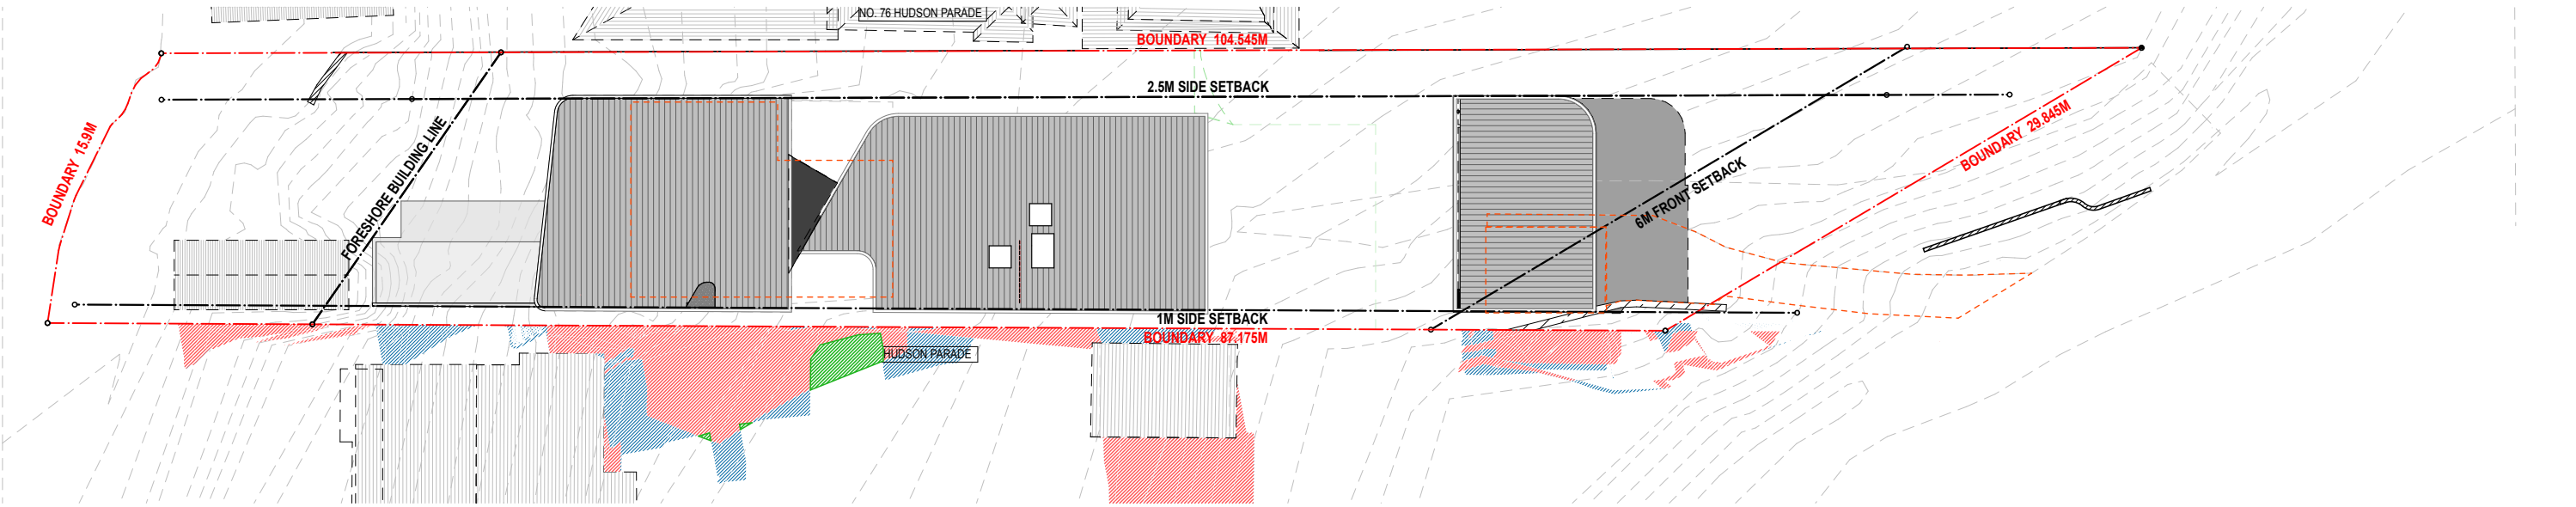 NO. 76 HUDSON PARADE
BOUNDARY 104.545M
2.5M SIDE SETBACK
BOUNDARY 15.9M
FORESHORE BUILDING LINE
BOUNDARY 29.845M
6M FRONT SETBACK
1M SIDE SETBACK
BOUNDARY 87.175M
HUDSON PARADE